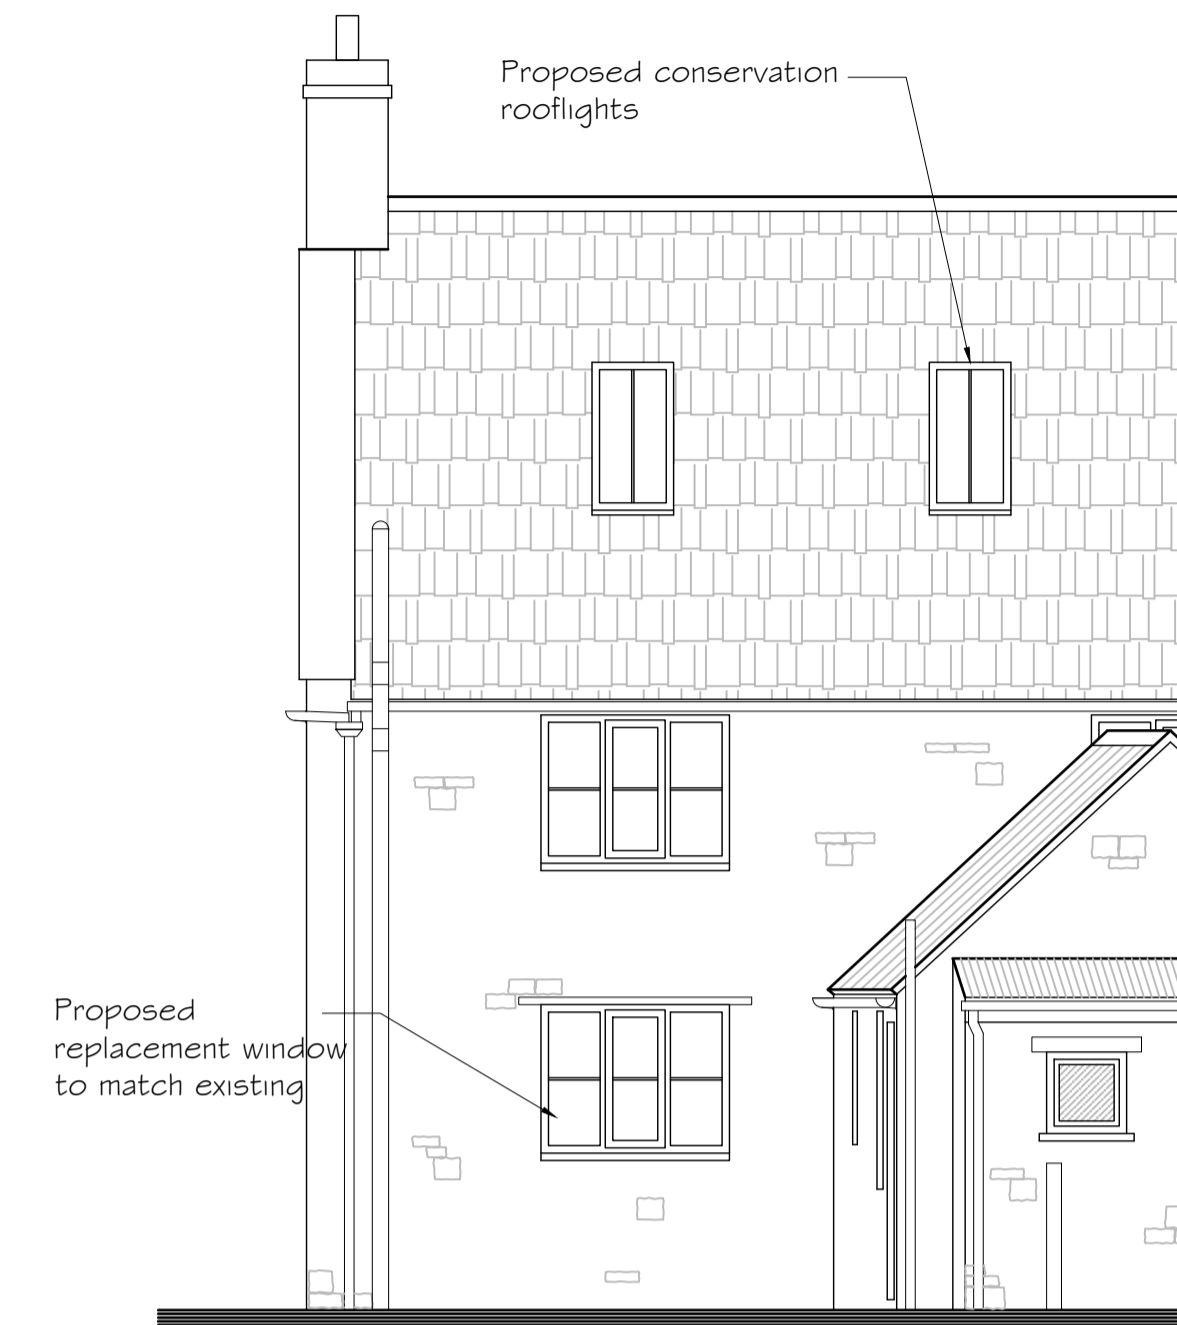 Proposed conservation
rooflights
Proposed
replacement window
to match existing